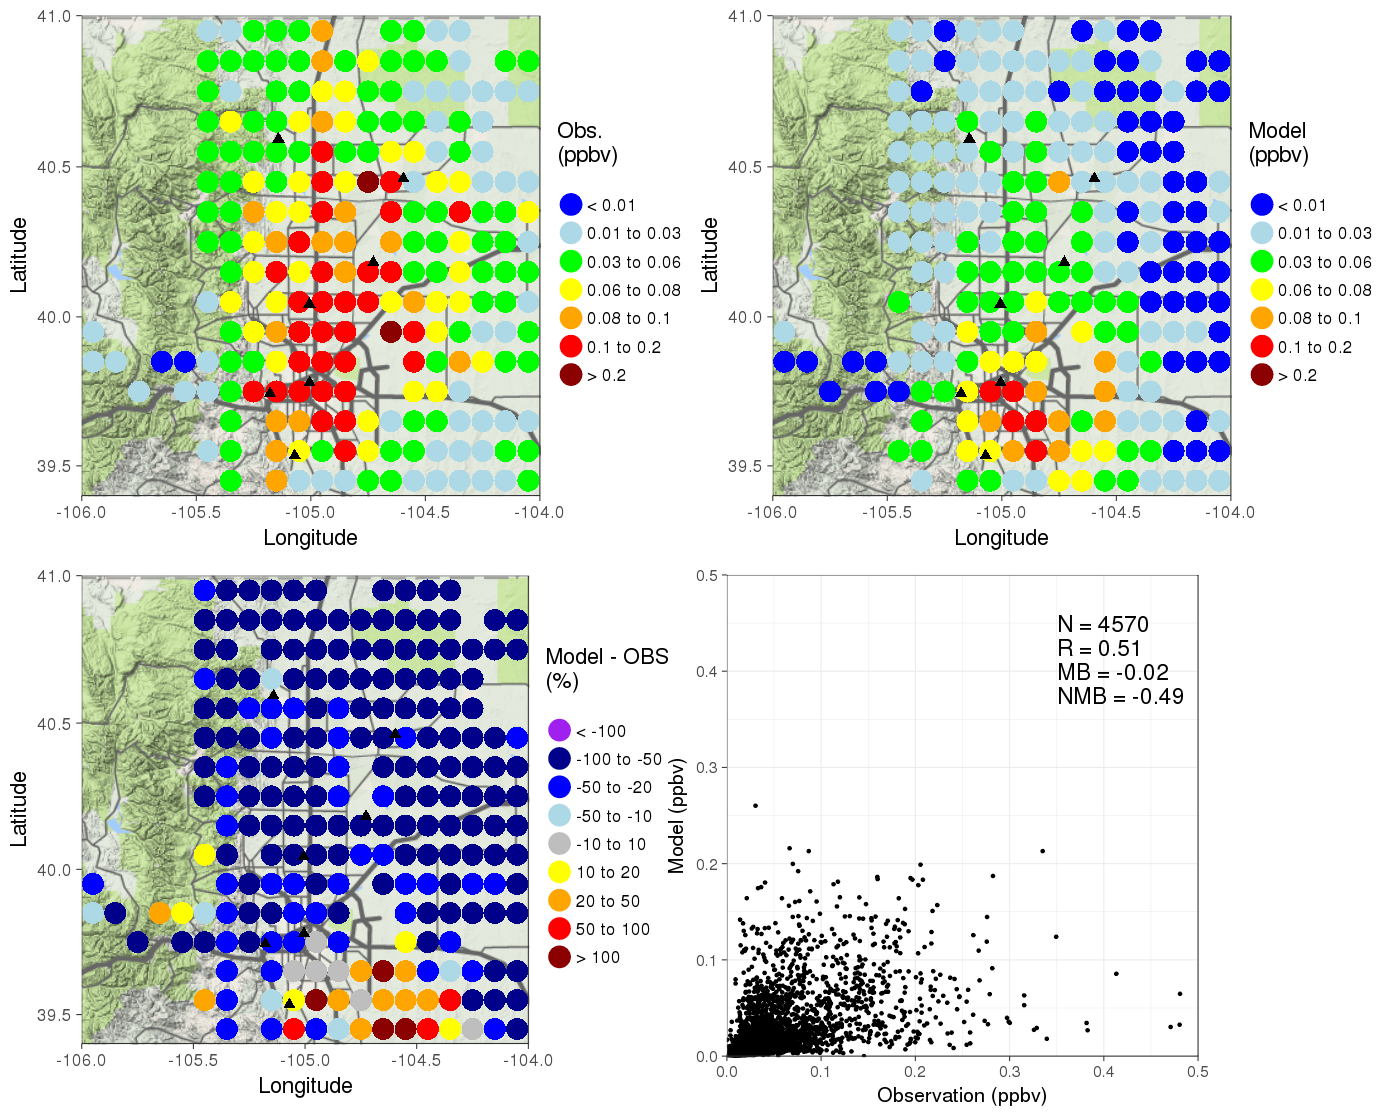 41.0
40.5
40.0
39.5
Latitude
-106.0 -105.5 -105.0 -104.5 -104.0
Longitude
Obs.
(ppbv)
< 0.01
0.01 to 0.03
0.03 to 0.06
0.06 to 0.08
0.08 to 0.1
0.1 to 0.2
> 0.2
41.0
40.5
40.0
39.5
Latitude
-106.0 -105.5 -105.0 -104.5 -104.0
Longitude
Model
(ppbv)
< 0.01
0.01 to 0.03
0.03 to 0.06
0.06 to 0.08
0.08 to 0.1
0.1 to 0.2
> 0.2
41.0
40.5
40.0
39.5
Latitude
-106.0 -105.5 -105.0 -104.5 -104.0
Longitude
Model - OBS
(%)
< -100
-100 to -50
-50 to -20
-50 to -10
-10 to 10
10 to 20
20 to 50
50 to 100
> 100
0.5
0.4
0.3
0.2
0.1
0.0
Model (ppbv)
N = 4570
R = 0.51
MB = -0.02
NMB = -0.49
0.0 0.1 0.2 0.3 0.4 0.5
Observation (ppbv)